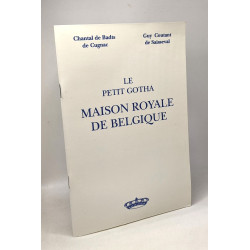 Chantal de Badts
de Cugnac
Guy Coutant
de Saisseval
LE
PETIT GOTHA
MAISON ROYALE
DE BELGIQUE